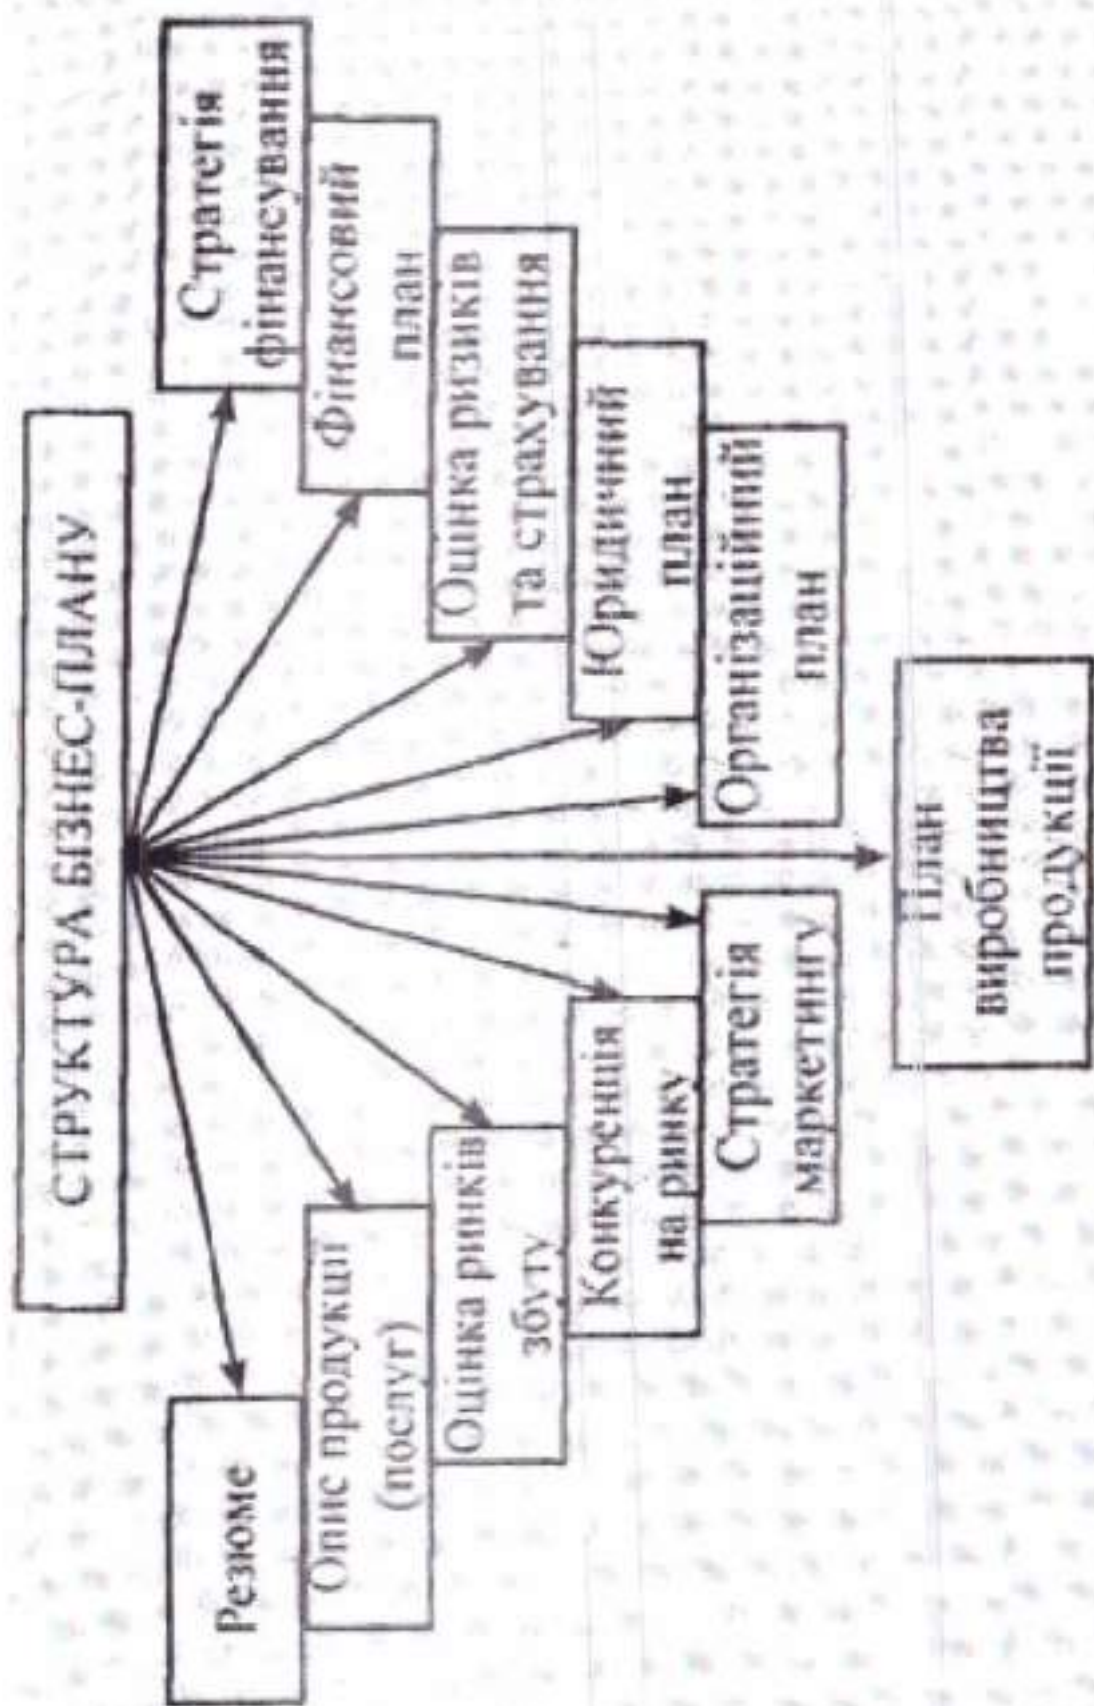 СТРУКТУРА БІЗНЕС-ПЛАНУ
Резюме
Опис продукції
(послуг)
Оцінка ринків
збуту
Конкуренція
на ринку
Стратегія
маркетингу
План
виробництва
продукції
Організаційний
план
Юридичний
план
Оцінка ризиків
та страхування
Фінансовий
план
Стратегія
фінансування